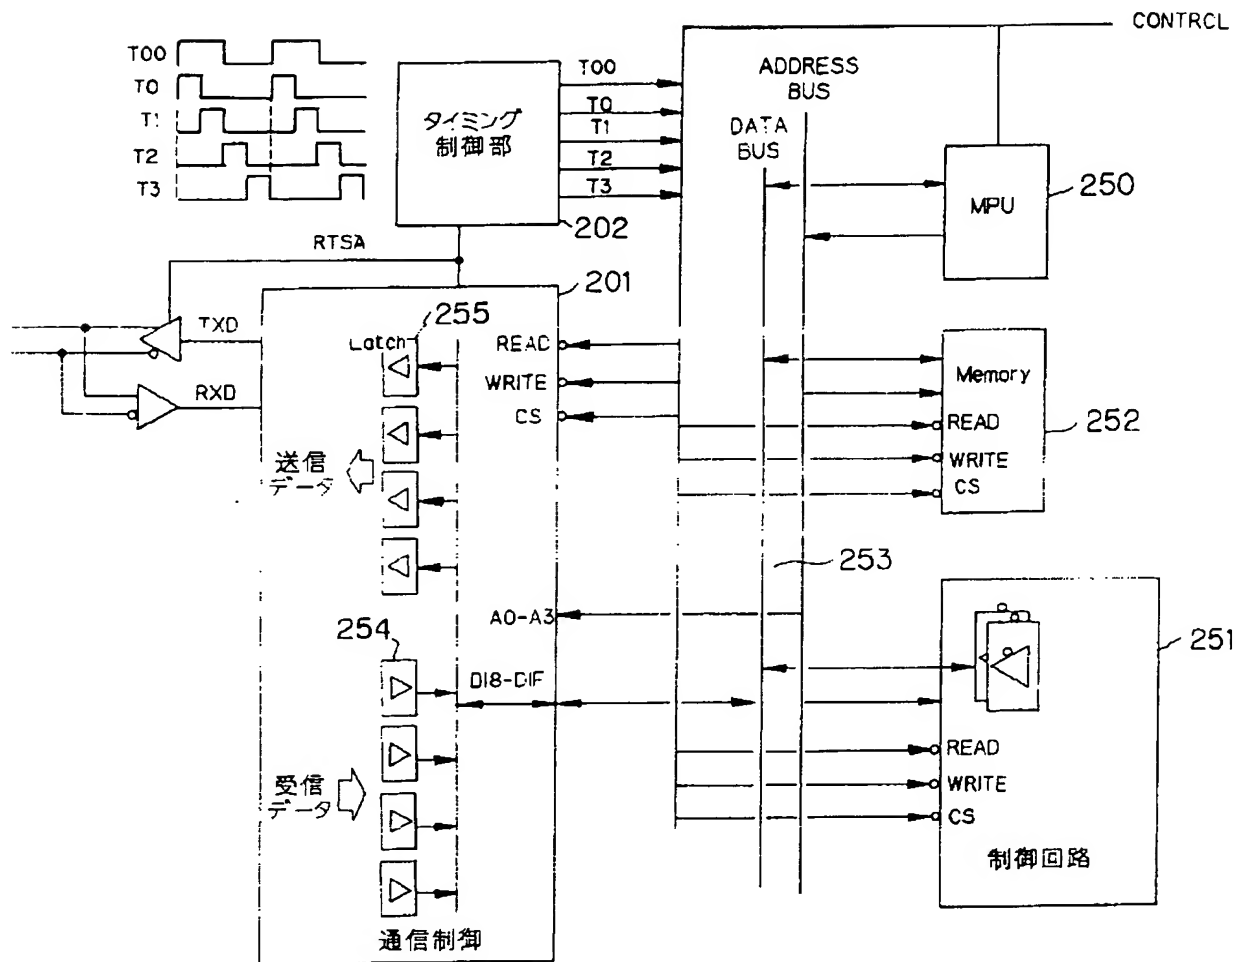 CONTRCL
T00
T0
T1
T2
T3
タイミング
制御部
T00
T0
T1
T2
T3
202
ADDRESS
BUS
DATA
BUS
MPU
250
RTSA
201
TXD
RXD
Latch
255
READ
WRITE
CS
Memory
READ
WRITE
CS
252
送信
データ
253
A0-A3
254
DI8-DIF
受信
データ
251
READ
WRITE
CS
制御回路
通信制御